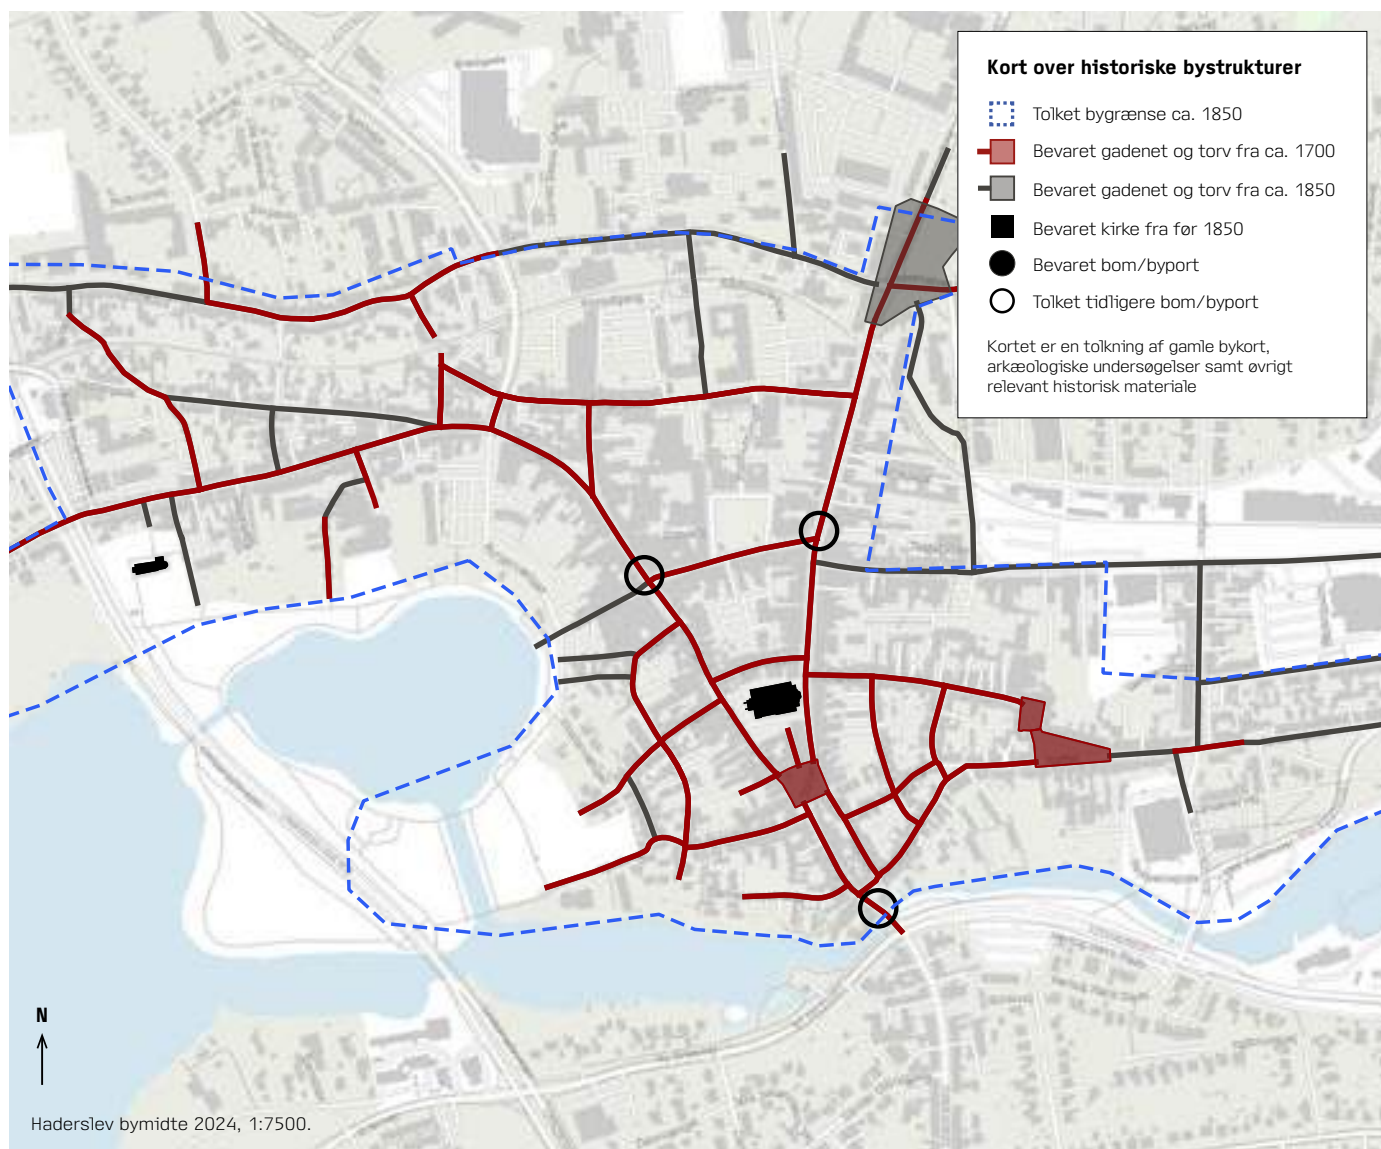 Kort over historiske bystrukturer
Tolket bygrænse ca. 1850
Bevaret gadenet og torv fra ca. 1700
Bevaret gadenet og torv fra ca. 1850
Bevaret kirke fra før 1850
Bevaret bom/byport
Tolket tidligere bom/byport
Kortet er en tolkning af gamle bykort,
arkæologiske undersøgelser samt øvrigt
relevant historisk materiale
N
Haderslev bymidte 2024, 1:7500.